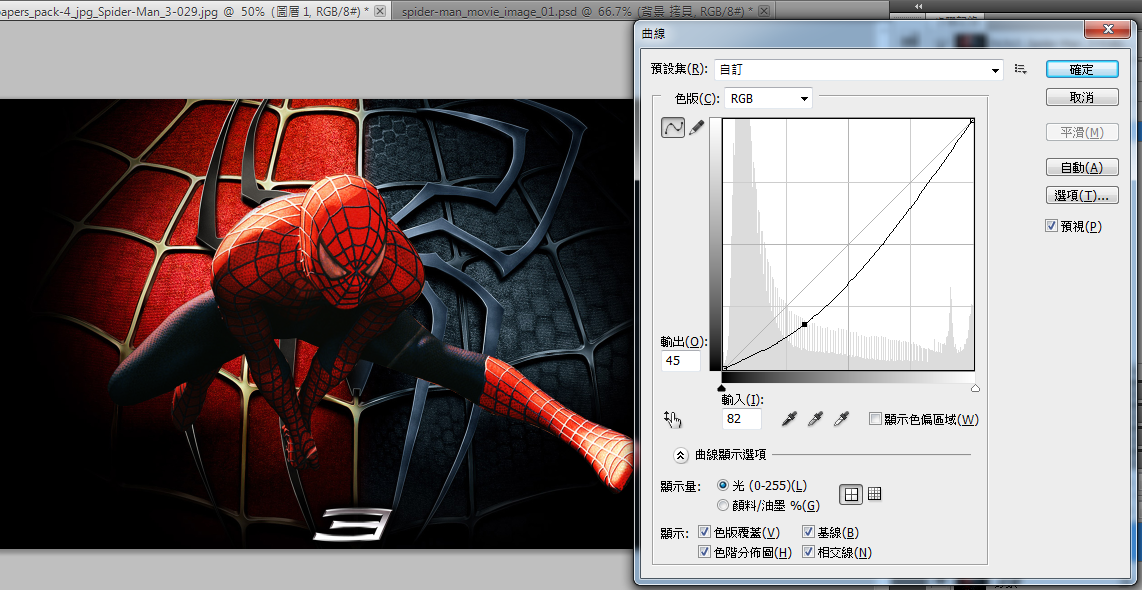 apers_pack-4_jpg_Spider-Man_3-029.jpg @ 50% (圖層 1, RGB/8#) * spider-man_movie_image_01.psd @ 66.7% (背景 拷貝, RGB/8#) *
曲線
預設集(R): 自訂 確定
色版(C): RGB 取消
平滑(M)
自動(A)
選項(T)...
預視(P)
輸出(O):
45
輸入(I):
82 顯示色偏區域(W)
曲線顯示選項
顯示量: 光 (0-255)(L)
顏料/油墨 %(G)
顯示: 色版覆蓋(V) 基線(B)
色階分佈圖(H) 相交線(N)
3